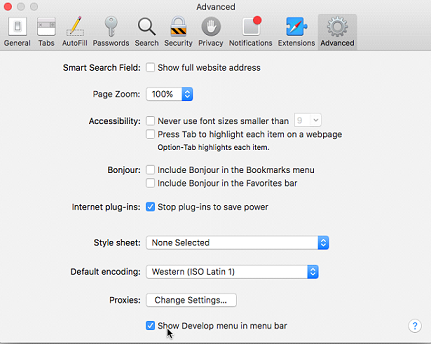 Advanced
General Tabs AutoFill Passwords Search Security Privacy Notifications Extensions Advanced
Smart Search Field: Show full website address
Page Zoom: 100%
Accessibility: Never use font sizes smaller than 9
Press Tab to highlight each item on a webpage
Option-Tab highlights each item.
Bonjour: Include Bonjour in the Bookmarks menu
Include Bonjour in the Favorites bar
Internet plug-ins: Stop plug-ins to save power
Style sheet: None Selected
Default encoding: Western (ISO Latin 1)
Proxies: Change Settings...
Show Develop menu in menu bar
?